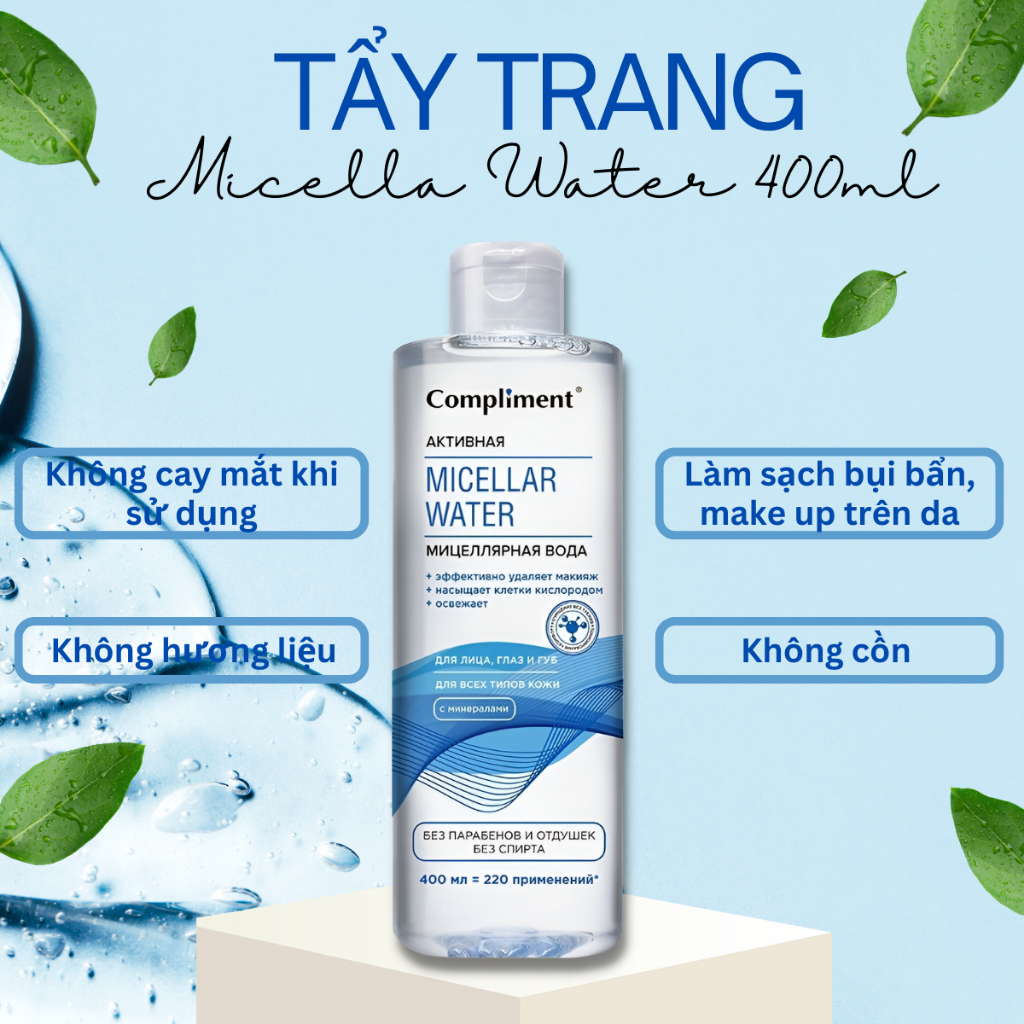 TẨY TRANG
Micella Water 400ml
Compliment®
АКТИВНАЯ
MICELLAR
WATER
МИЦЕЛЛЯРНАЯ ВОДА
+ эффективно удаляет макияж
+ насыщает клетки кислородом
+ освежает
ДЛЯ ЛИЦА, ГЛАЗ И ГУБ
ДЛЯ ВСЕХ ТИПОВ КОЖИ
с минералами
БЕЗ ПАРАБЕНОВ И ОТДУШЕК
БЕЗ СПИРТА
400 мл = 220 применений*
Không cay mắt khi
sử dụng
Không hương liệu
Làm sạch bụi bẩn,
make up trên da
Không cồn